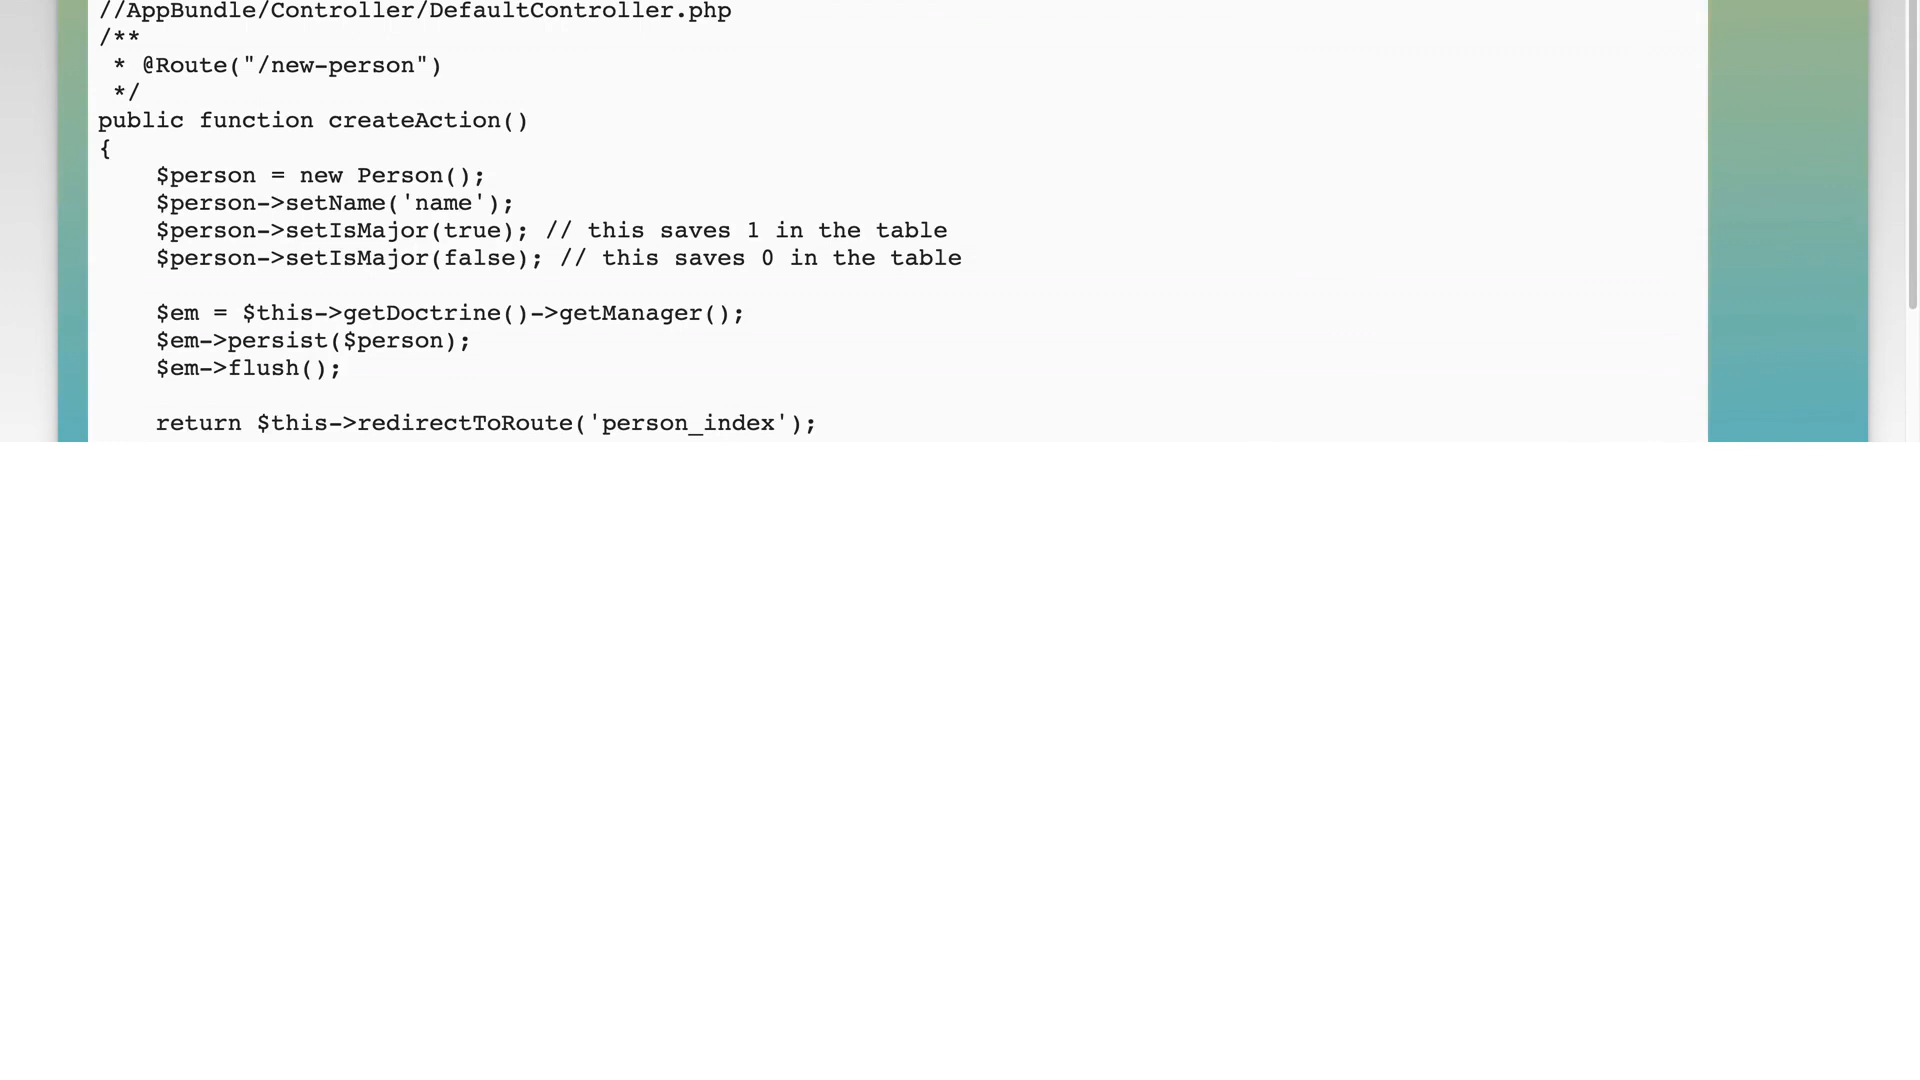 //AppBundle/Controller/DefaultController.php
/**
 * @Route("/new-person")
 */
public function createAction()
{
    $person = new Person();
    $person->setName('name');
    $person->setIsMajor(true); // this saves 1 in the table
    $person->setIsMajor(false); // this saves 0 in the table

    $em = $this->getDoctrine()->getManager();
    $em->persist($person);
    $em->flush();

    return $this->redirectToRoute('person_index');